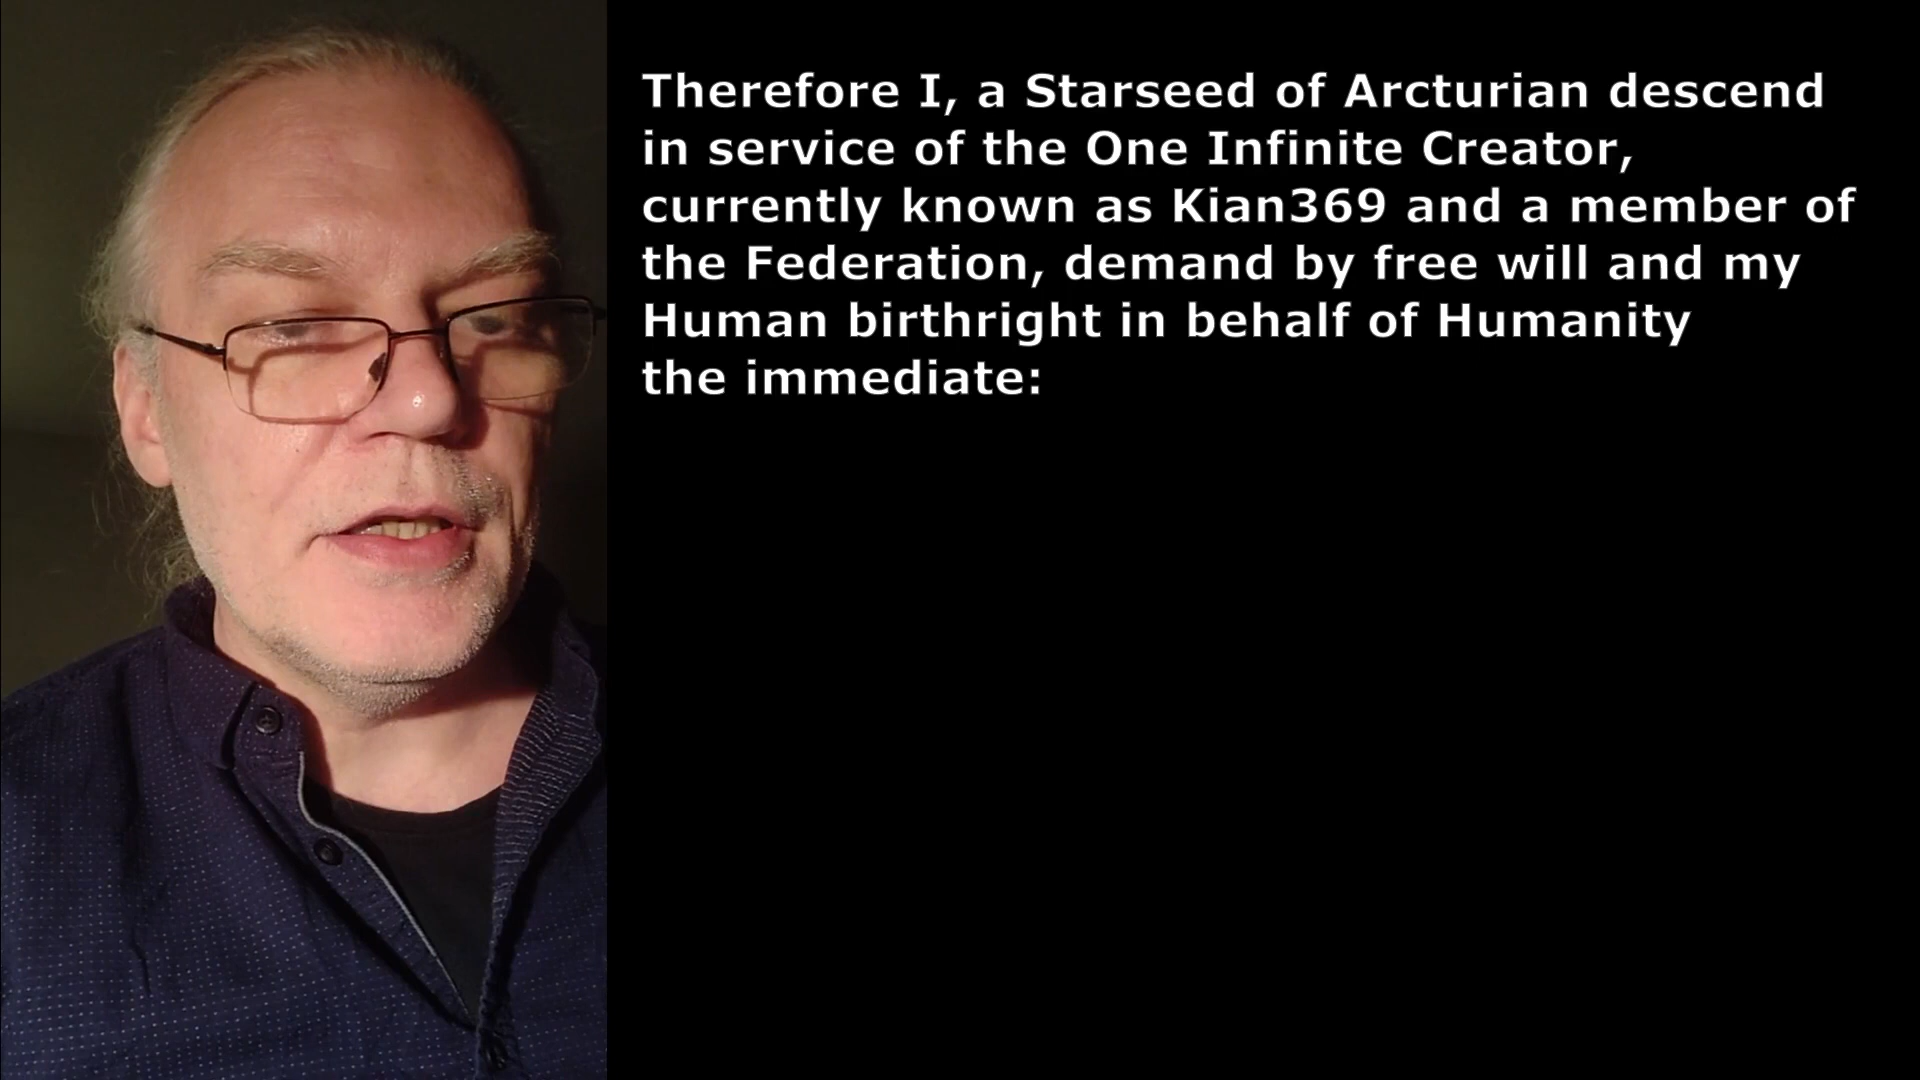 Therefore I, a Starseed of Arcturian descend
in service of the One Infinite Creator,
currently known as Kian369 and a member of
the Federation, demand by free will and my
Human birthright in behalf of Humanity
the immediate: